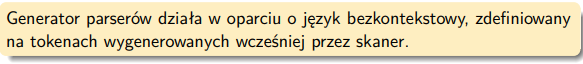 Generator parserów działa w oparciu o język bezkontekstowy, zdefiniowany
na tokenach wygenerowanych wcześniej przez skaner.